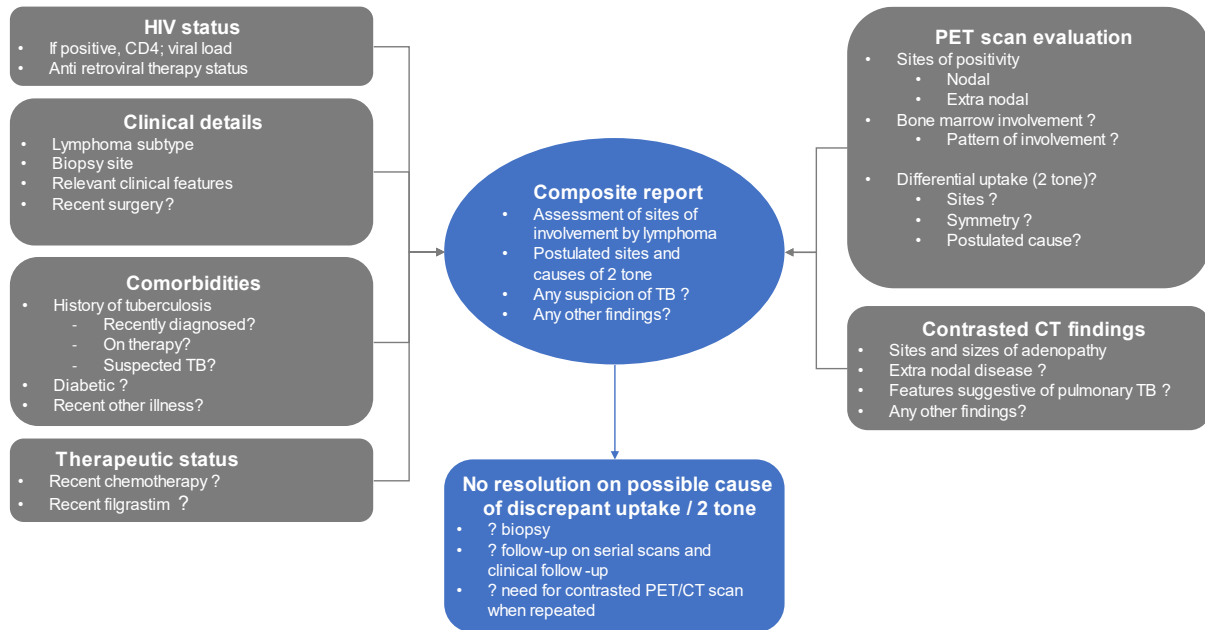 HIV status
• If positive, CD4; viral load
• Anti retroviral therapy status
Clinical details
• Lymphoma subtype
• Biopsy site
• Relevant clinical features
• Recent surgery ?
Comorbidities
• History of tuberculosis
- Recently diagnosed?
- On therapy?
- Suspected TB?
• Diabetic ?
• Recent other illness?
Therapeutic status
• Recent chemotherapy ?
• Recent filgrastim ?
Composite report
• Assessment of sites of
involvement by lymphoma
• Postulated sites and
causes of 2 tone
• Any suspicion of TB ?
• Any other findings?
No resolution on possible cause
of discrepant uptake / 2 tone
• ? biopsy
• ? follow-up on serial scans and
clinical follow-up
• ? need for contrasted PET/CT scan
when repeated
PET scan evaluation
• Sites of positivity
• Nodal
• Extra nodal
• Bone marrow involvement ?
• Pattern of involvement ?
• Differential uptake (2 tone)?
• Sites ?
• Symmetry ?
• Postulated cause?
Contrasted CT findings
• Sites and sizes of adenopathy
• Extra nodal disease ?
• Features suggestive of pulmonary TB ?
• Any other findings?